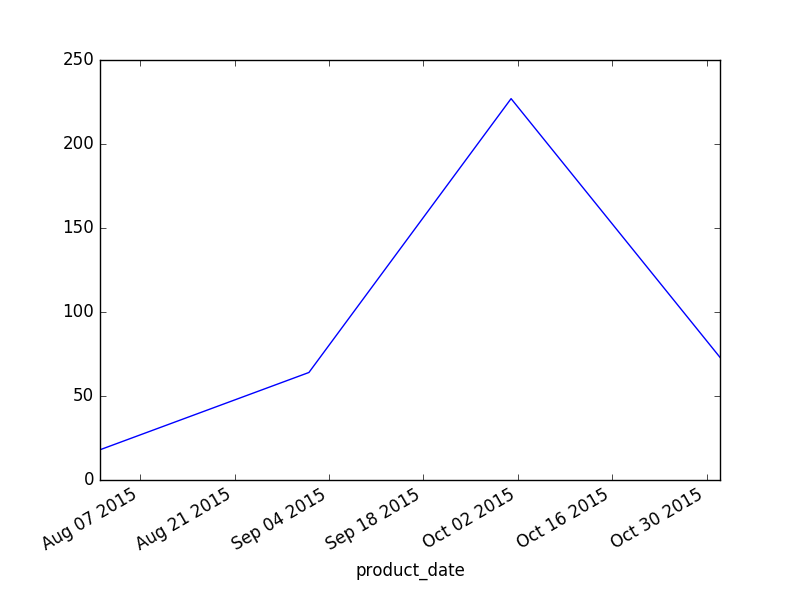 250
200
150
100
50
0
Aug 07 2015
Aug 21 2015
Sep 04 2015
Sep 18 2015
Oct 02 2015
Oct 16 2015
Oct 30 2015
product_date